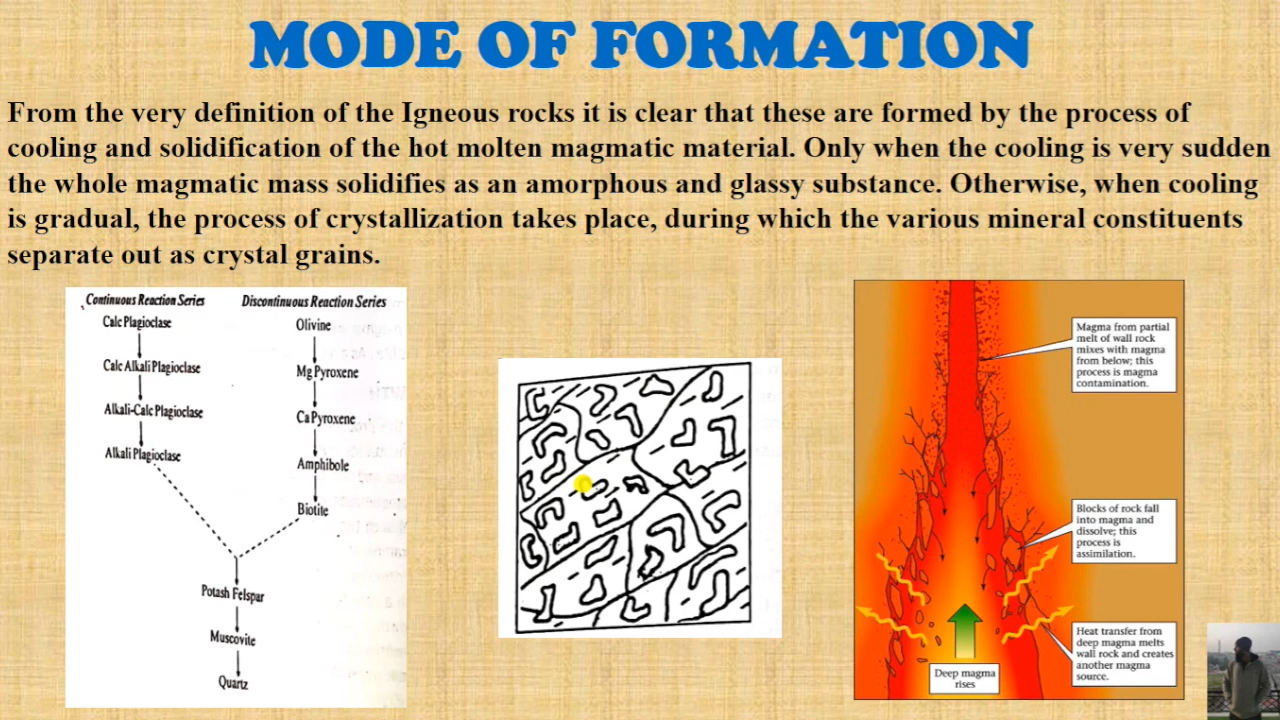 MODE OF FORMATION
From the very definition of the Igneous rocks it is clear that these are formed by the process of
cooling and solidification of the hot molten magmatic material. Only when the cooling is very sudden
the whole magmatic mass solidifies as an amorphous and glassy substance. Otherwise, when cooling
is gradual, the process of crystallization takes place, during which the various mineral constituents
separate out as crystal grains.
Continuous Reaction Series
Calc Plagioclase
Calc Alkali Plagioclase
Alkali-Calc Plagioclase
Alkali Plagioclase
Discontinuous Reaction Series
Olivine
Mg Pyroxene
Ca Pyroxene
Amphibole
Biotite
Potash Felspar
Muscovite
Quartz
Magma from partial
melt of wall rock
mixes with magma
from below; this
process is magma
contamination.
Blocks of rock fall
into magma and
dissolve; this
process is
assimilation.
Heat transfer from
deep magma melts
wall rock and creates
another magma
source.
Deep magma
rises